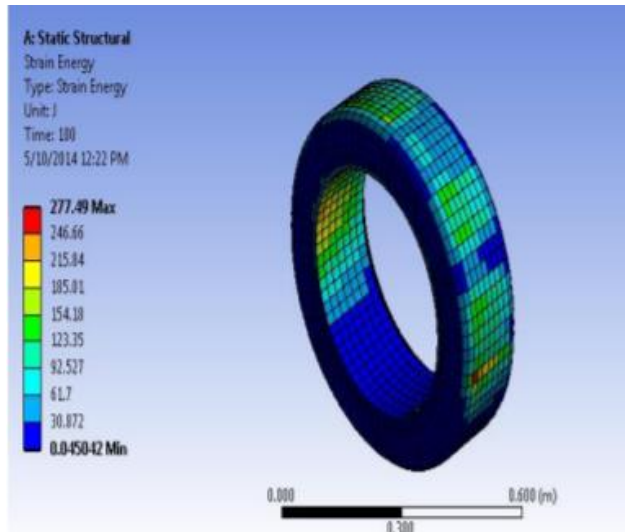 A: Static Structural
Strain Energy
Type: Strain Energy
Unit: J
Time: 100
5/10/2014 12:22 PM
277.49 Max
246.66
215.84
185.01
154.18
123.35
92.527
61.7
30.872
0.045042 Min
0.000
0.600 (m)
0.300